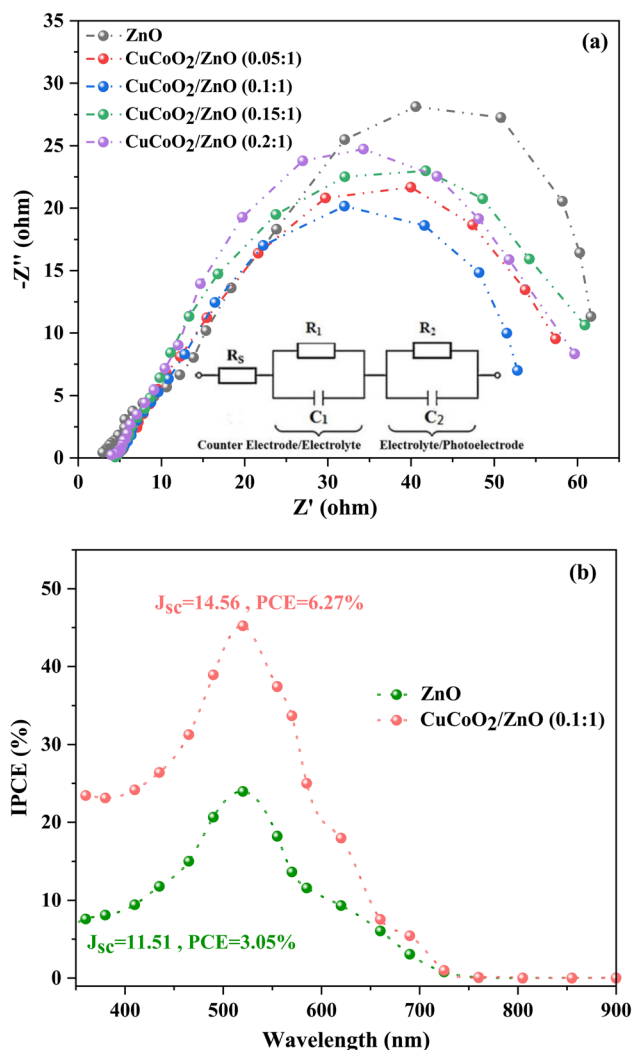 (a)
ZnO
CuCoO₂/ZnO (0.05:1)
CuCoO₂/ZnO (0.1:1)
CuCoO₂/ZnO (0.15:1)
CuCoO₂/ZnO (0.2:1)
35
30
25
20
15
10
5
0
-Z'' (ohm)
R_S
R₁
R₂
C₁
C₂
Counter Electrode/Electrolyte
Electrolyte/Photoelectrode
0 10 20 30 40 50 60
Z' (ohm)
(b)
J_sc=14.56 , PCE=6.27%
ZnO
CuCoO₂/ZnO (0.1:1)
J_sc=11.51 , PCE=3.05%
50
40
30
20
10
0
IPCE (%)
400 500 600 700 800 900
Wavelength (nm)